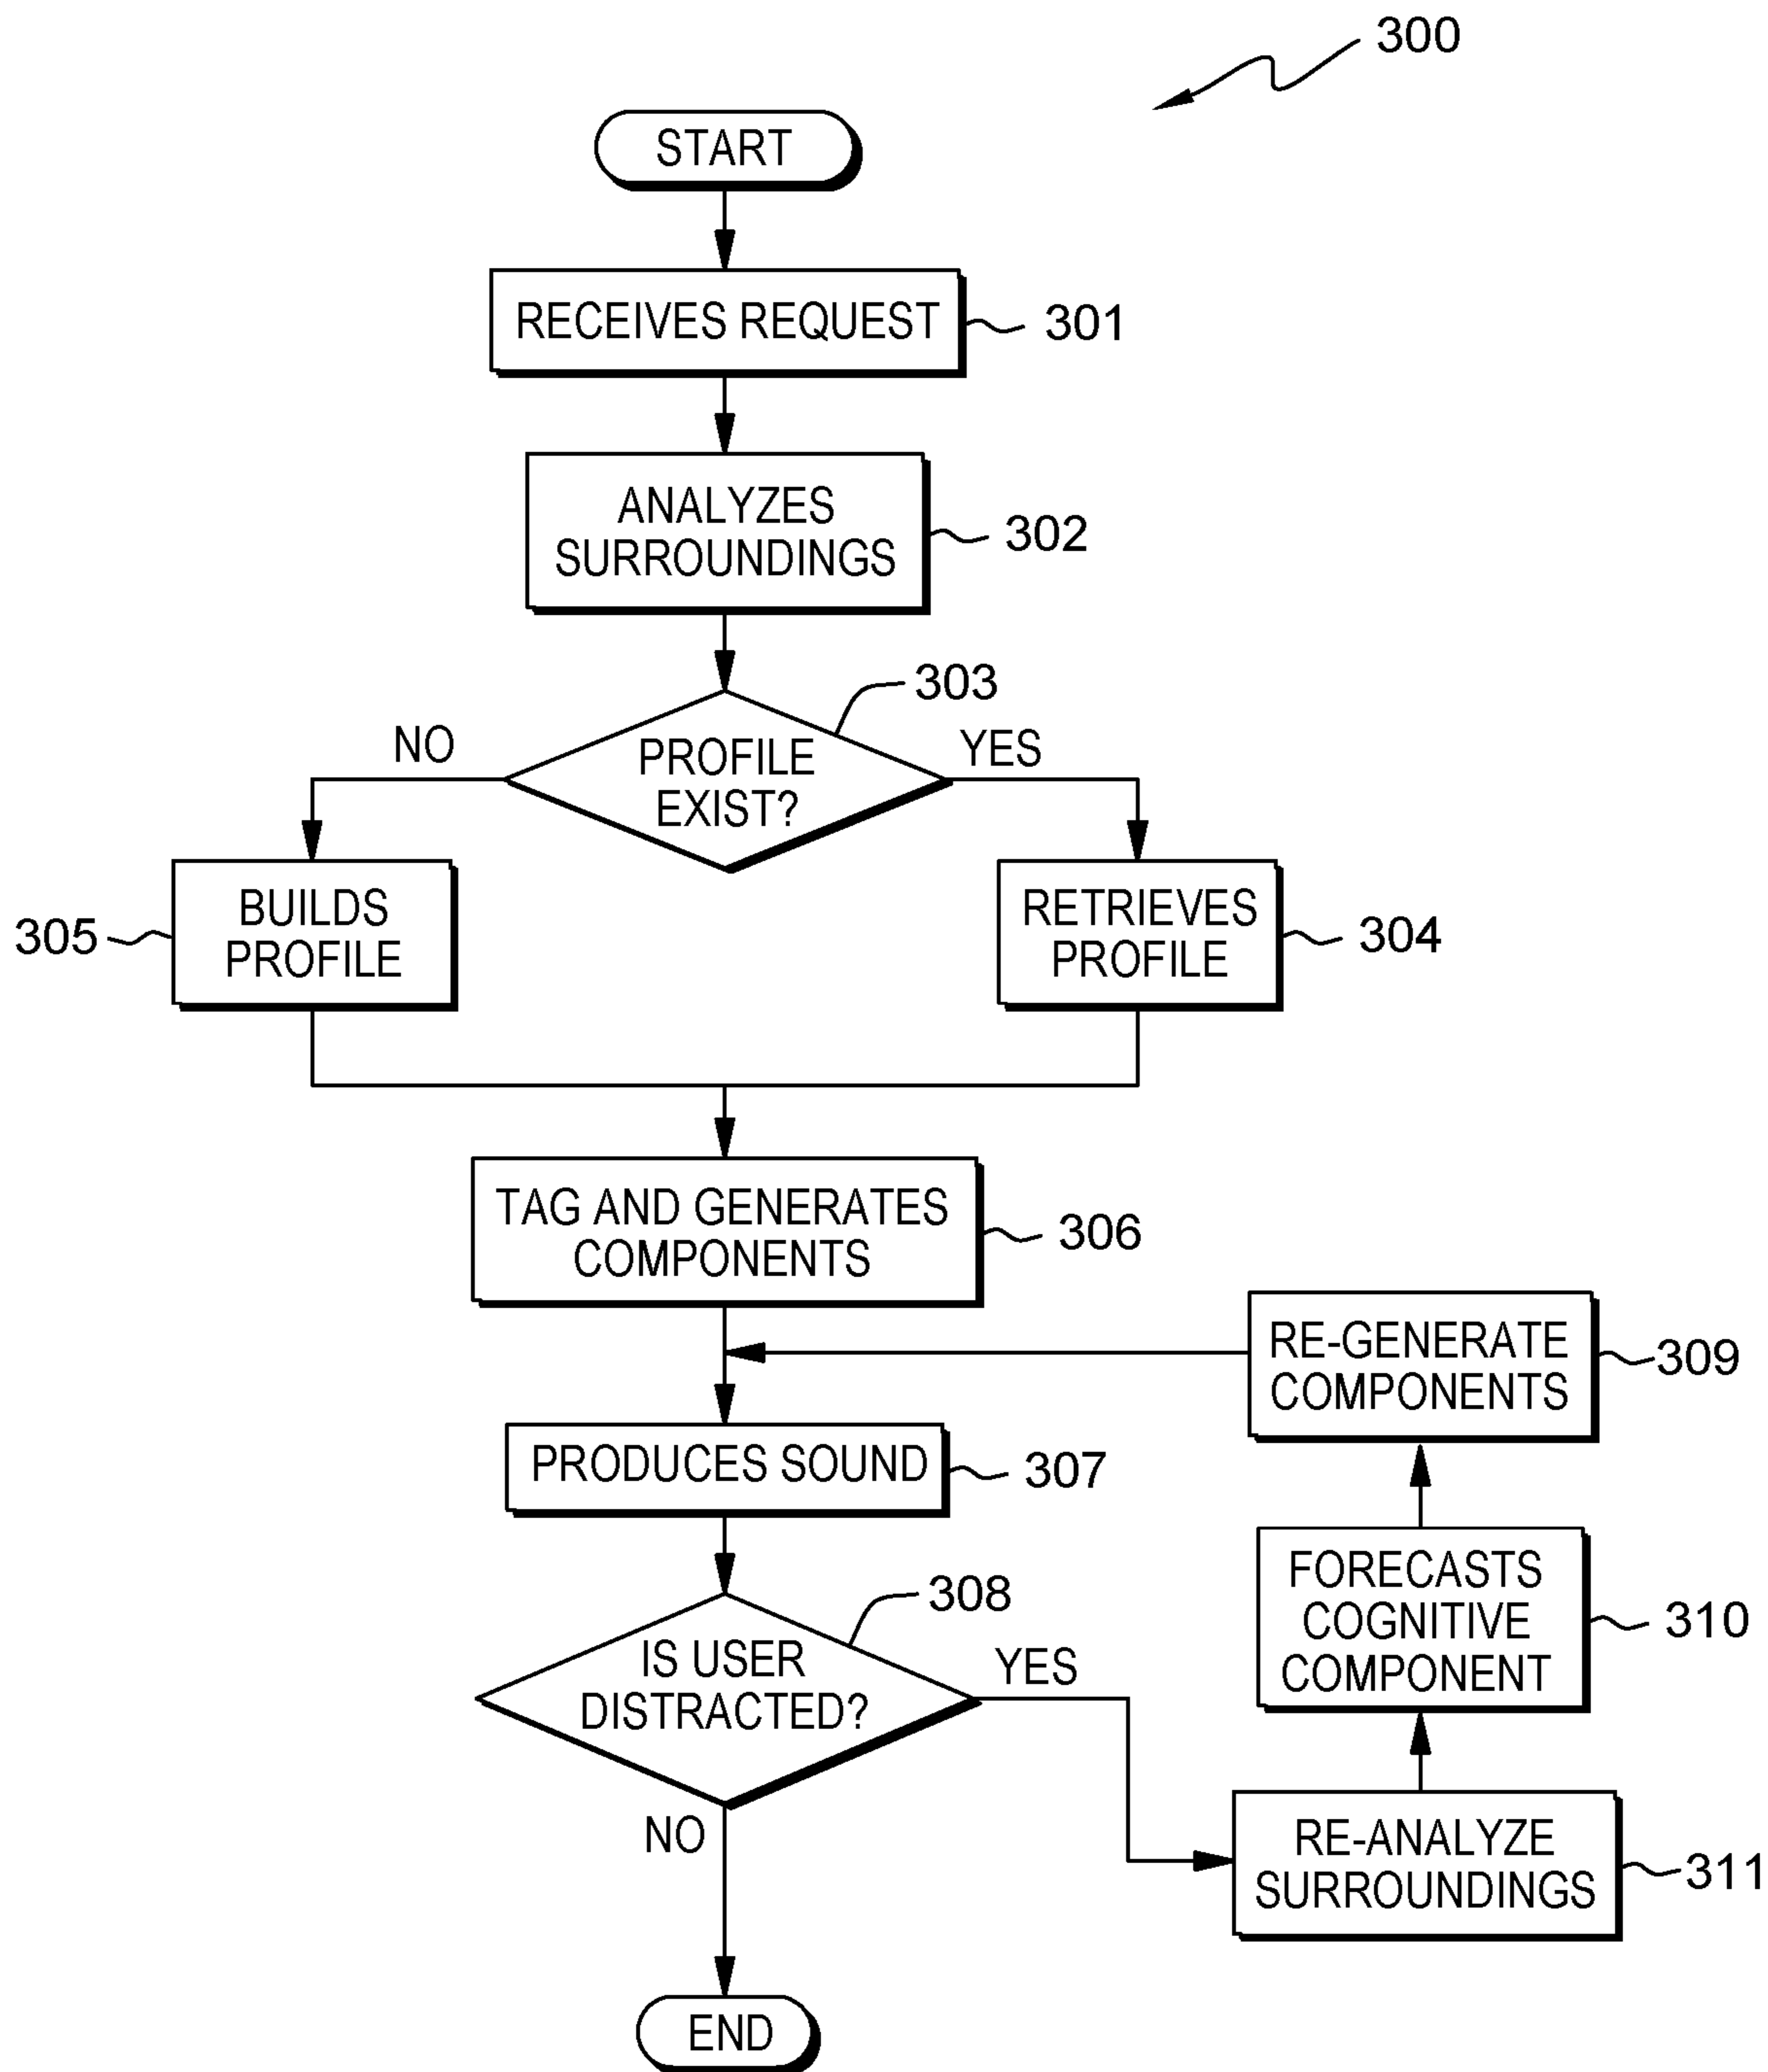 300
START
RECEIVES REQUEST
301
ANALYZES
SURROUNDINGS
302
303
NO
YES
PROFILE
EXIST?
BUILDS
PROFILE
305
RETRIEVES
PROFILE
304
TAG AND GENERATES
COMPONENTS
306
RE-GENERATE
COMPONENTS
309
PRODUCES SOUND
307
FORECASTS
COGNITIVE
COMPONENT
310
308
IS USER
DISTRACTED?
YES
NO
RE-ANALYZE
SURROUNDINGS
311
END